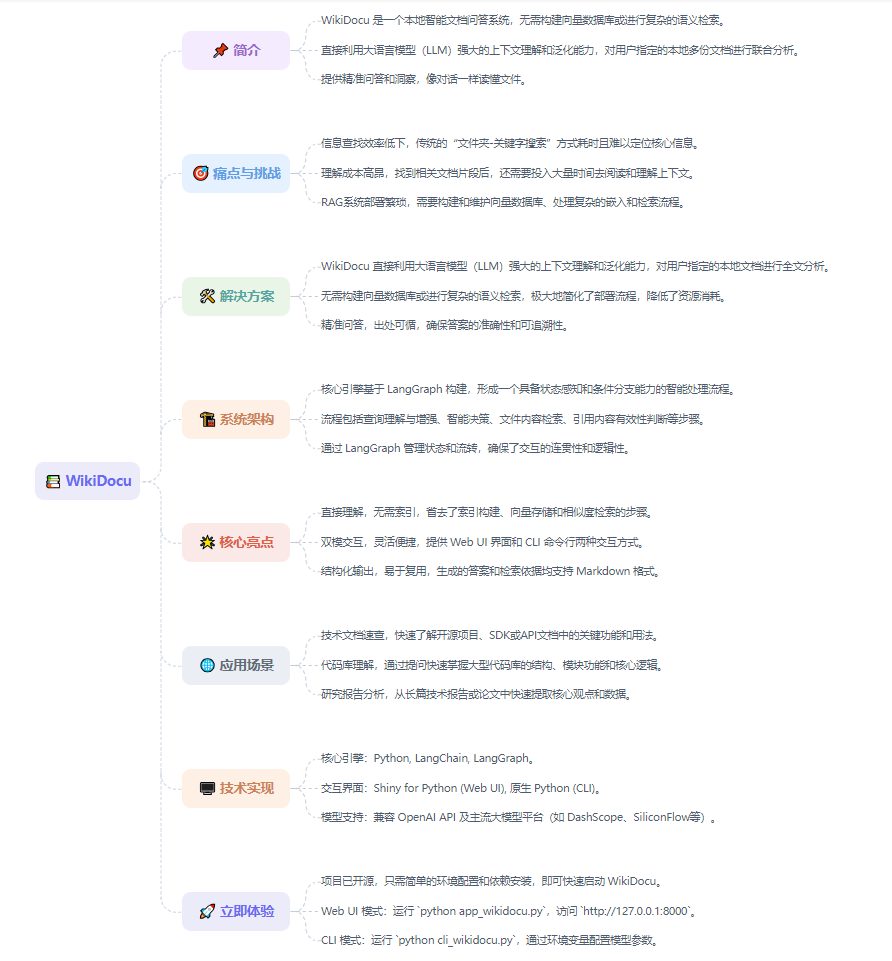 WikiDocu
简介
WikiDocu 是一个本地智能文档问答系统，无需构建向量数据库或进行复杂的语义检索。
直接利用大语言模型（LLM）强大的上下文理解和泛化能力，对用户指定的本地多份文档进行联合分析。
提供精准问答和洞察，像对话一样读懂文件。
痛点与挑战
信息查找效率低下，传统的“文件夹-关键字搜索”方式耗时且难以定位核心信息。
理解成本高昂，找到相关文档片段后，还需要投入大量时间去阅读和理解上下文。
RAG系统部署繁琐，需要构建和维护向量数据库、处理复杂的嵌入和检索流程。
解决方案
WikiDocu 直接利用大语言模型（LLM）强大的上下文理解和泛化能力，对用户指定的本地文档进行全文分析。
无需构建向量数据库或进行复杂的语义检索，极大地简化了部署流程，降低了资源消耗。
精准问答，出处可循，确保答案的准确性和可追溯性。
系统架构
核心引擎基于 LangGraph 构建，形成一个具备状态感知和条件分支能力的智能处理流程。
流程包括查询理解与增强、智能决策、文件内容检索、引用内容有效性判断等步骤。
通过 LangGraph 管理状态和流转，确保了交互的连贯性和逻辑性。
核心亮点
直接理解，无需索引，省去了索引构建、向量存储和相似度检索的步骤。
双模交互，灵活便捷，提供 Web UI 界面和 CLI 命令行两种交互方式。
结构化输出，易于复用，生成的答案和检索依据均支持 Markdown 格式。
应用场景
技术文档速查，快速了解开源项目、SDK或API文档中的关键功能和用法。
代码库理解，通过提问快速掌握大型代码库的结构、模块功能和核心逻辑。
研究报告分析，从长篇技术报告或论文中快速提取核心观点和数据。
技术实现
核心引擎：Python, LangChain, LangGraph。
交互界面：Shiny for Python (Web UI), 原生 Python (CLI)。
模型支持：兼容 OpenAI API 及主流大模型平台（如 DashScope、SiliconFlow等）。
立即体验
项目已开源，只需简单的环境配置和依赖安装，即可快速启动 WikiDocu。
Web UI 模式：运行 `python app_wikidocu.py`，访问 `http://127.0.0.1:8000`。
CLI 模式：运行 `python cli_wikidocu.py`，通过环境变量配置模型参数。